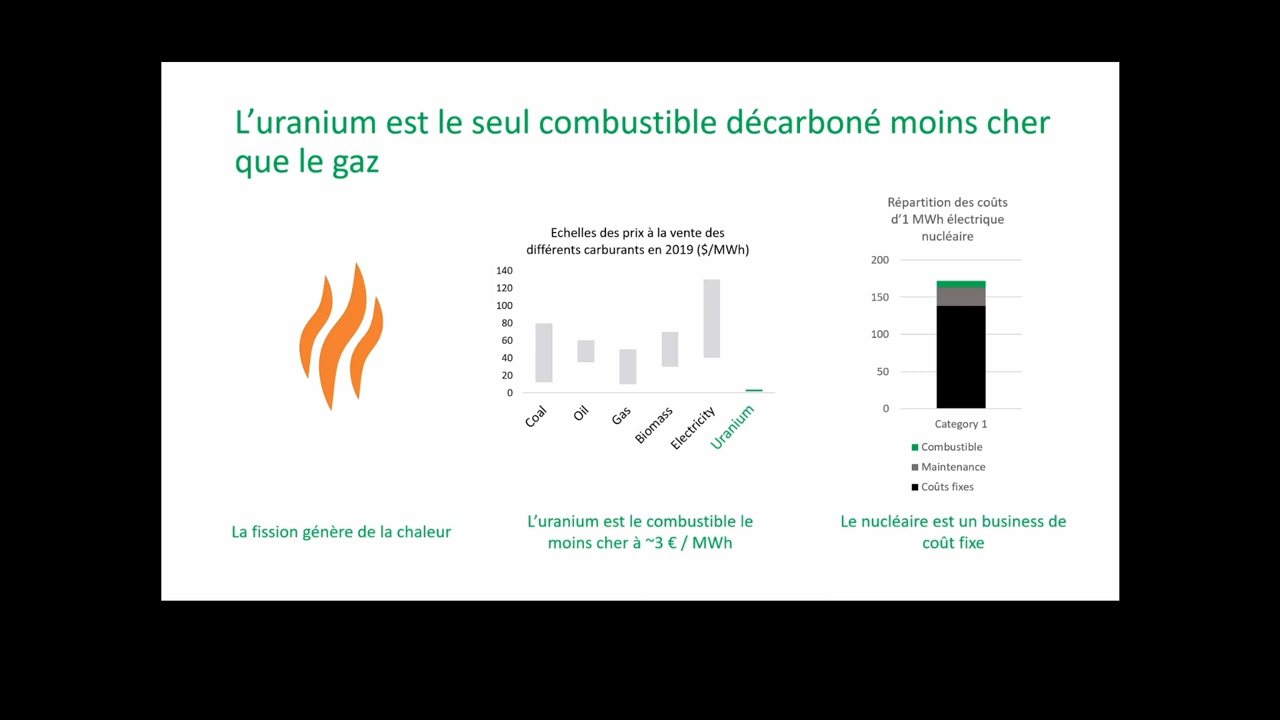 L’uranium est le seul combustible décarboné moins cher
que le gaz
La fission génère de la chaleur
Echelles des prix à la vente des
différents carburants en 2019 ($/MWh)
140
120
100
80
60
40
20
0
Coal
Oil
Gas
Biomass
Electricity
Uranium
L’uranium est le combustible le
moins cher à ~3 € / MWh
Répartition des coûts
d’1 MWh électrique
nucléaire
200
150
100
50
0
Category 1
Combustible
Maintenance
Coûts fixes
Le nucléaire est un business de
coût fixe